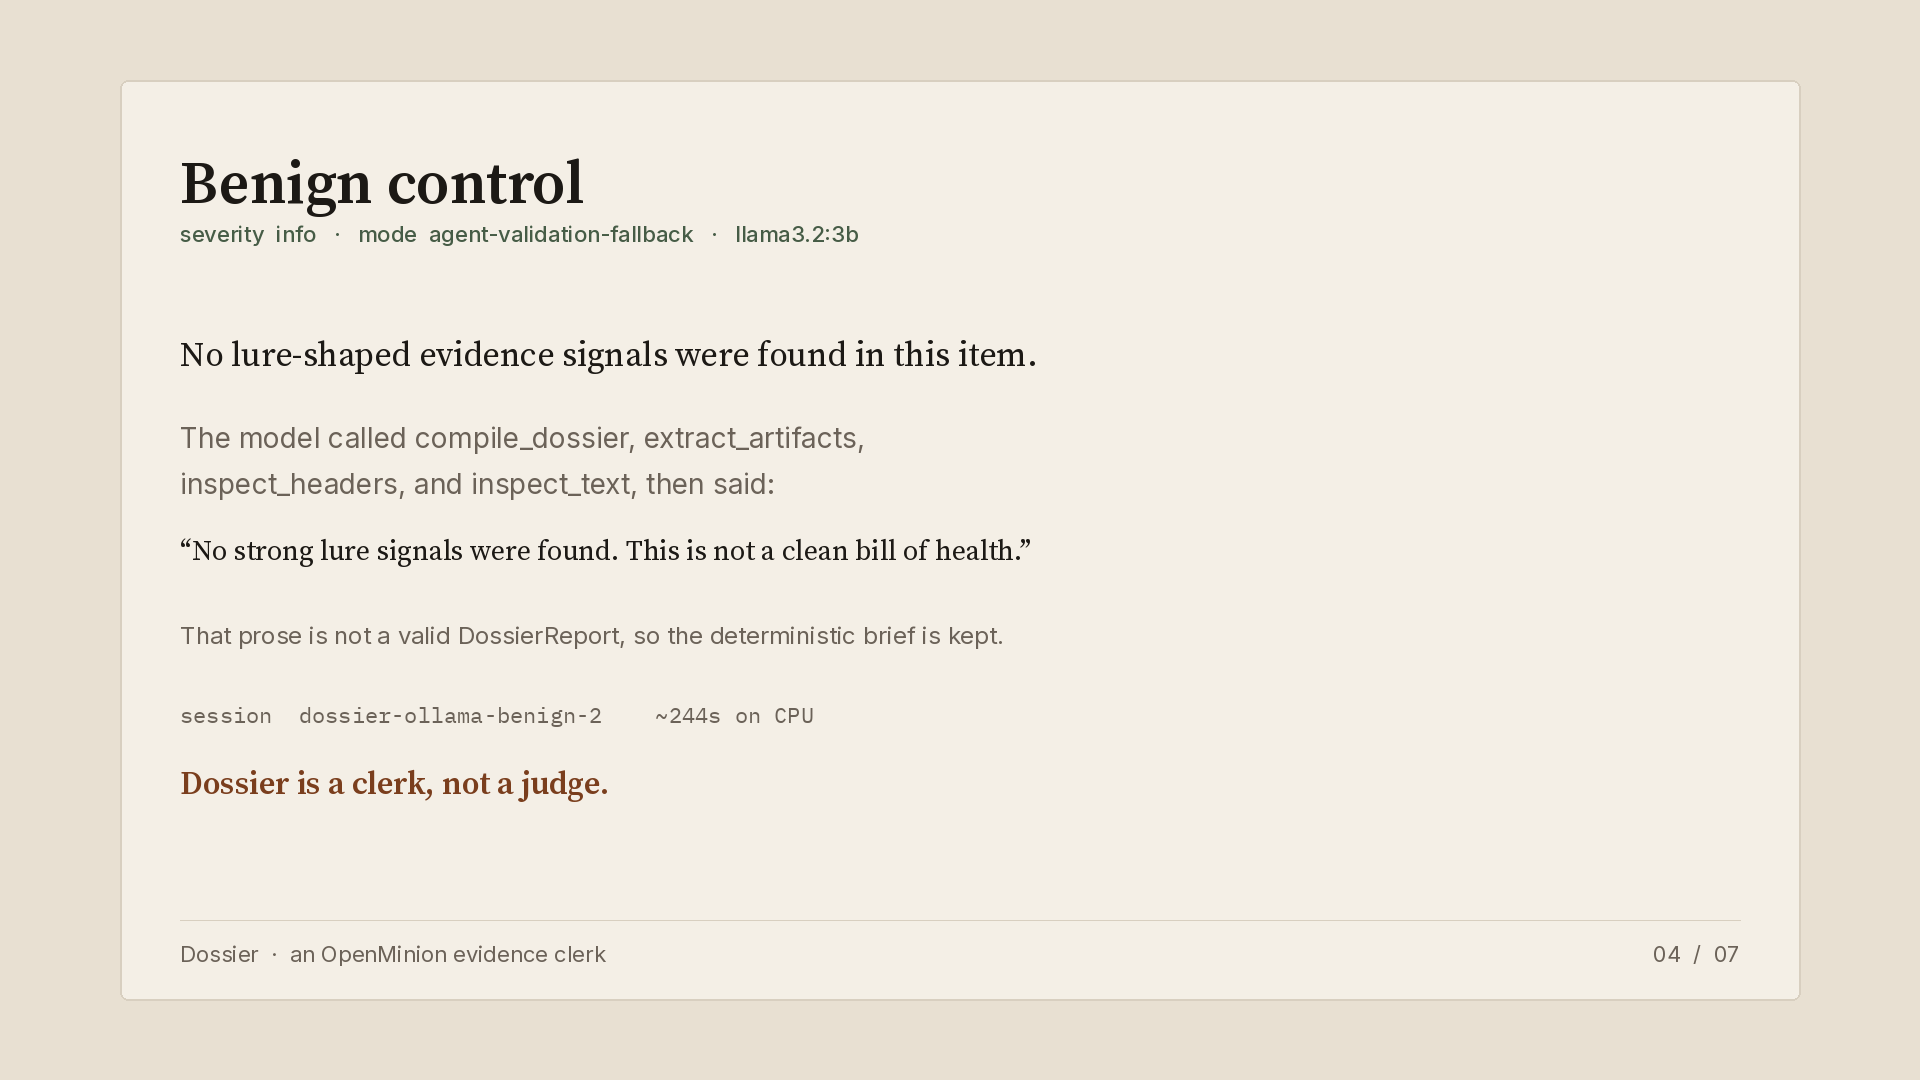 Benign control
severity info · mode agent-validation-fallback · llama3.2:3b
No lure-shaped evidence signals were found in this item.
The model called compile_dossier, extract_artifacts,
inspect_headers, and inspect_text, then said:
“No strong lure signals were found. This is not a clean bill of health.”
That prose is not a valid DossierReport, so the deterministic brief is kept.
session dossier-ollama-benign-2 ~244s on CPU
Dossier is a clerk, not a judge.
Dossier · an OpenMinion evidence clerk
04 / 07